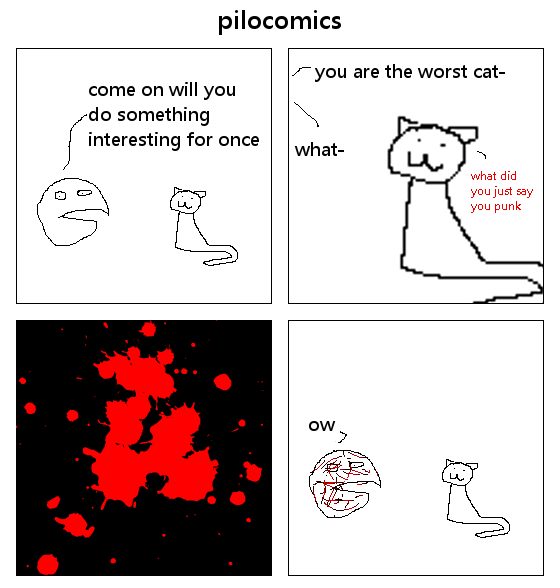 pilocomics
come on will you
do something
interesting for once
you are the worst cat-
what-
what did
you just say
you punk
ow